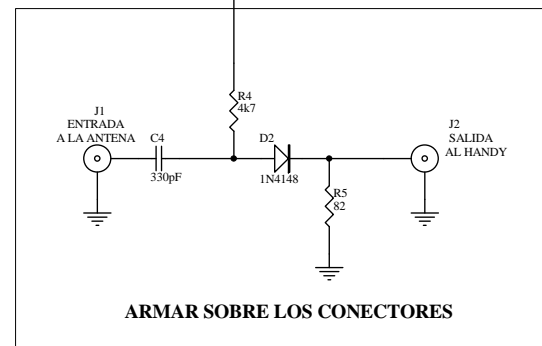 R4
4k7
J1
ENTRADA
A LA ANTENA
C4
330pF
D2
1N4148
J2
SALIDA
AL HANDY
R5
82
ARMAR SOBRE LOS CONECTORES